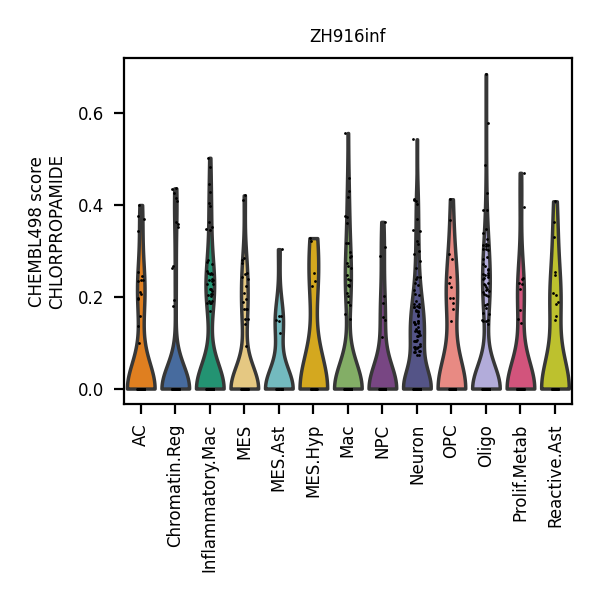 ZH916inf
CHEMBL498 score
CHLORPROPAMIDE
0.6
0.4
0.2
0.0
AC
Chromatin.Reg
Inflammatory.Mac
MES
MES.Ast
MES.Hyp
Mac
NPC
Neuron
OPC
Oligo
Prolif.Metab
Reactive.Ast